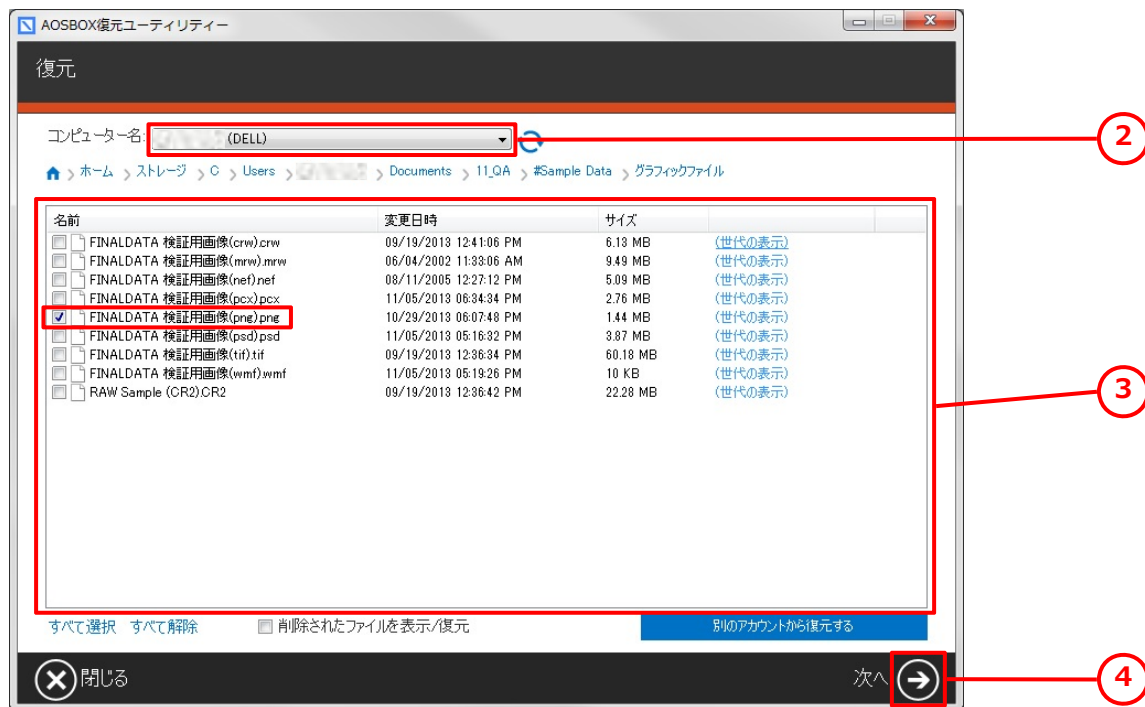 AOSBOX復元ユーティリティー
復元
コンピューター名: (DELL)
2
ホーム > ストレージ > C > Users > > Documents > 11_QA > #Sample Data > グラフィックファイル
名前 変更日時 サイズ
FINALDATA 検証用画像(crw).crw 09/19/2013 12:41:06 PM 6.13 MB (世代の表示)
FINALDATA 検証用画像(mrw).mrw 06/04/2002 11:33:06 AM 9.49 MB (世代の表示)
FINALDATA 検証用画像(nef).nef 08/11/2005 12:27:12 PM 5.09 MB (世代の表示)
FINALDATA 検証用画像(pcx).pcx 11/05/2013 06:34:34 PM 2.76 MB (世代の表示)
FINALDATA 検証用画像(png).png 10/29/2013 06:07:48 PM 1.44 MB (世代の表示)
FINALDATA 検証用画像(psd).psd 11/05/2013 05:16:32 PM 3.87 MB (世代の表示)
FINALDATA 検証用画像(tif).tif 09/19/2013 12:36:34 PM 60.18 MB (世代の表示)
FINALDATA 検証用画像(wmf).wmf 11/05/2013 05:19:26 PM 10 KB (世代の表示)
RAW Sample (CR2).CR2 09/19/2013 12:36:42 PM 22.28 MB (世代の表示)
3
すべて選択 すべて解除 削除されたファイルを表示/復元 別のアカウントから復元する
閉じる 次へ
4